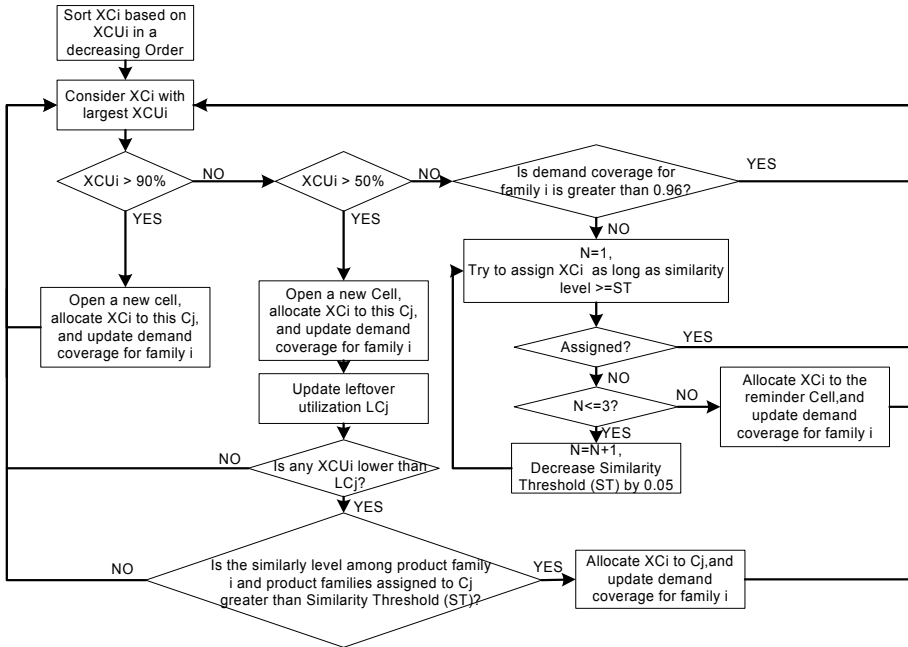 Sort XCi based on
XCUi in a
decreasing Order
Consider XCi with
largest XCUi
XCUi > 90%
NO
XCUi > 50%
NO
Is demand coverage for
family i is greater than 0.96?
YES
YES
YES
NO
N=1,
Try to assign XCi as long as similarity
level >=ST
Open a new cell,
allocate XCi to this Cj,
and update demand
coverage for family i
Open a new Cell,
allocate XCi to this Cj,
and update demand
coverage for family i
Assigned?
YES
NO
Update leftover
utilization LCj
N<=3?
NO
Allocate XCi to the
reminder Cell,and
update demand
coverage for family i
YES
N=N+1,
Decrease Similarity
Threshold (ST) by 0.05
NO
Is any XCUi lower than
LCj?
YES
NO
Is the similarly level among product family
i and product families assigned to Cj
greater than Similarity Threshold (ST)?
YES
Allocate XCi to Cj,and
update demand
coverage for family i